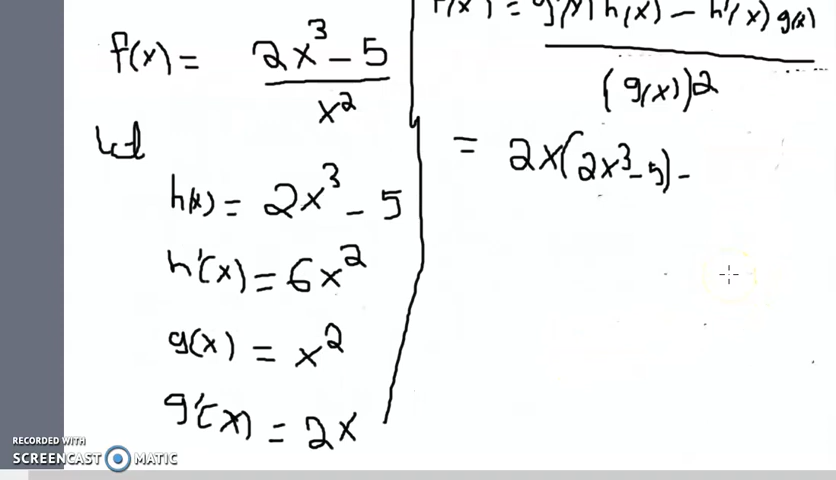 f'(x) = g'(x) h(x) - h'(x) g(x)
f(x) = 2x³ - 5
x²
(g(x))2
let
= 2x(2x³ - 5) -
h(x) = 2x³ - 5
h'(x) = 6x²
g(x) = x²
g'(x) = 2x
RECORDED WITH
SCREENCAST MATIC